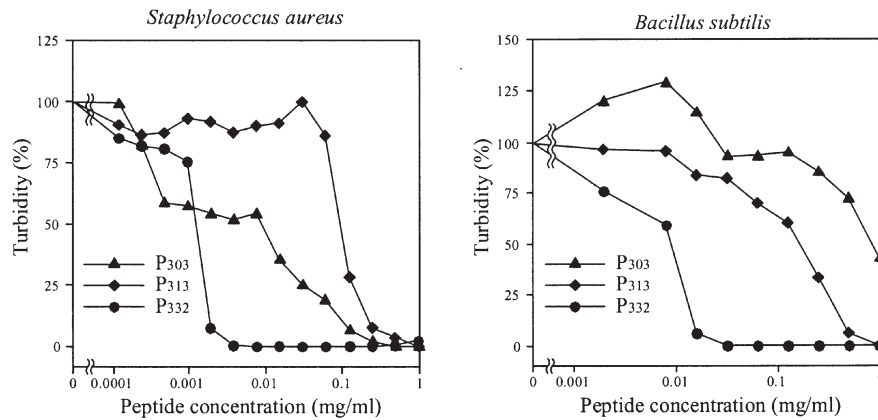 Staphylococcus aureus
125
100
75
50
25
0
Turbidity (%)
P303
P313
P332
0 0.0001 0.001 0.01 0.1 1
Peptide concentration (mg/ml)
Bacillus subtilis
150
125
100
75
50
25
0
Turbidity (%)
P303
P313
P332
0 0.001 0.01 0.1 1
Peptide concentration (mg/ml)